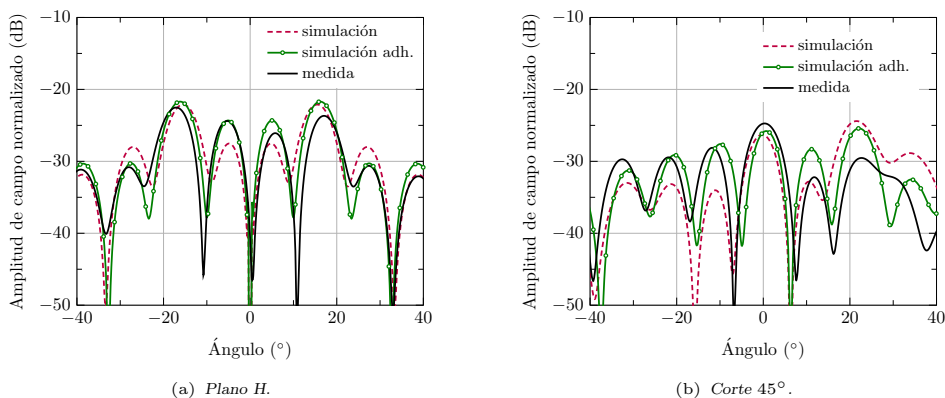 Amplitud de campo normalizado (dB)
−10
−20
−30
−40
−50
−40
−20
0
20
40
Ángulo (°)
simulación
simulación adh.
medida
(a) Plano H.
Amplitud de campo normalizado (dB)
−10
−20
−30
−40
−50
−40
−20
0
20
40
Ángulo (°)
simulación
simulación adh.
medida
(b) Corte 45°.